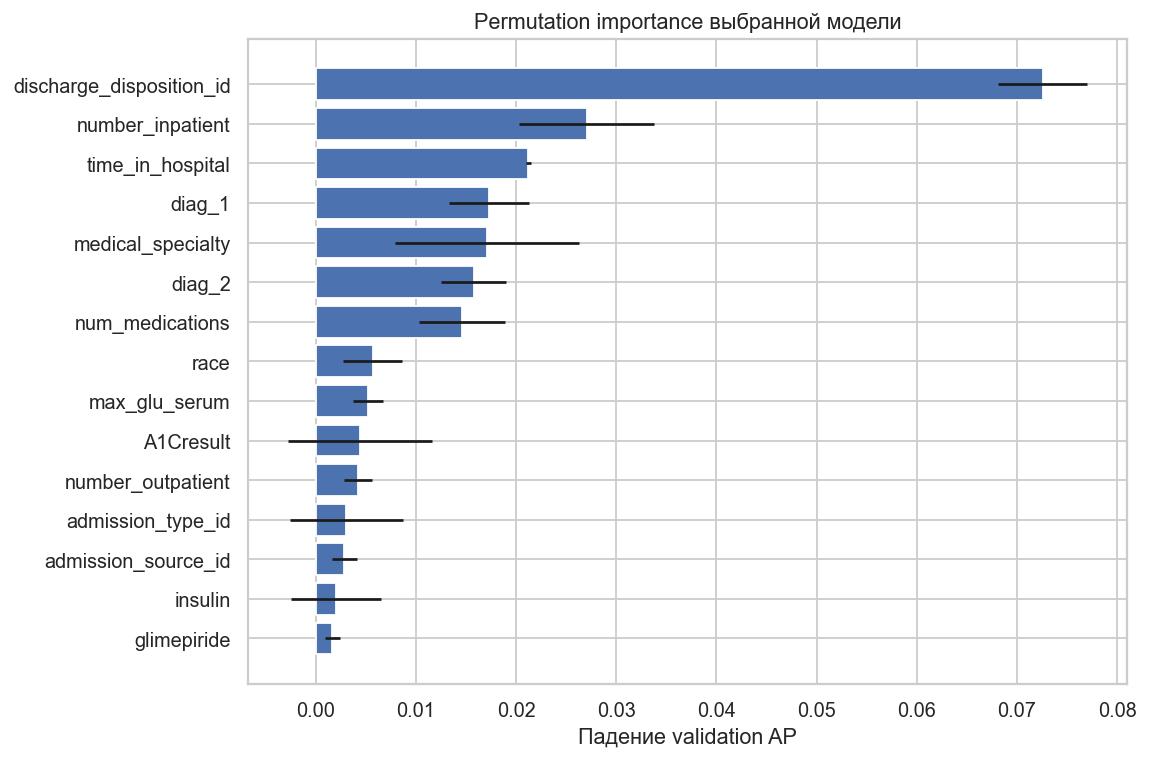 Permutation importance выбранной модели
discharge_disposition_id
number_inpatient
time_in_hospital
diag_1
medical_specialty
diag_2
num_medications
race
max_glu_serum
A1Cresult
number_outpatient
admission_type_id
admission_source_id
insulin
glimepiride
0.00 0.01 0.02 0.03 0.04 0.05 0.06 0.07 0.08
Падение validation AP